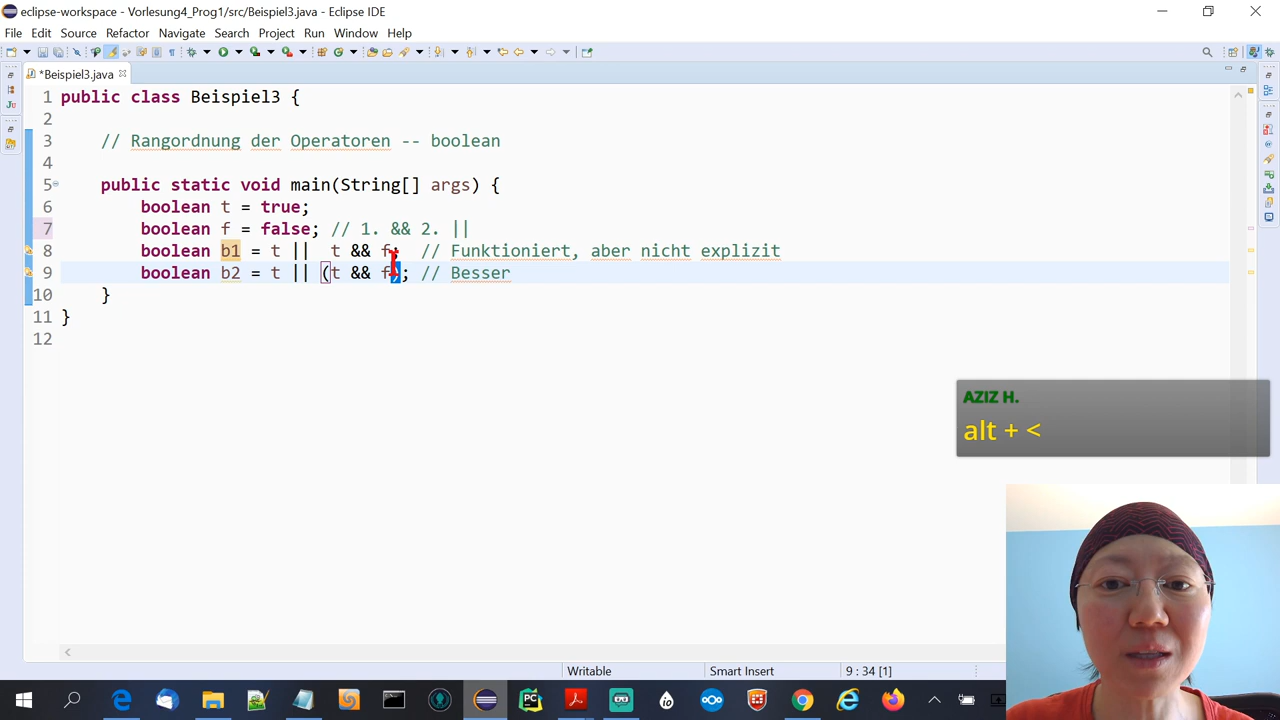 eclipse-workspace - Vorlesung4_Prog1/src/Beispiel3.java - Eclipse IDE
File Edit Source Refactor Navigate Search Project Run Window Help
*Beispiel3.java
1 public class Beispiel3 {
2
3 // Rangordnung der Operatoren -- boolean
4
5 public static void main(String[] args) {
6 boolean t = true;
7 boolean f = false; // 1. && 2. ||
8 boolean b1 = t || t && f; // Funktioniert, aber nicht explizit
9 boolean b2 = t || (t && f); // Besser
10 }
11 }
12
AZIZ H.
alt + <
Writable Smart Insert 9 : 34 [1]